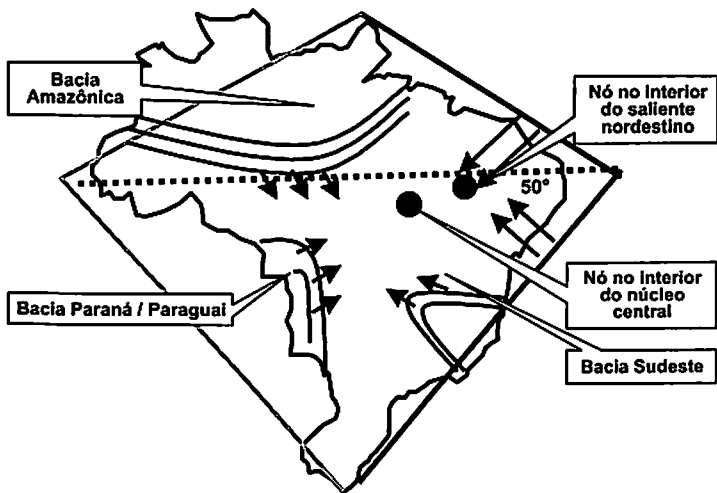 Bacia
Amazônica
Nó no Interior
do saliente
nordestino
50°
Nó no Interior
do núcleo
central
Bacia Paraná / Paraguai
Bacia Sudeste